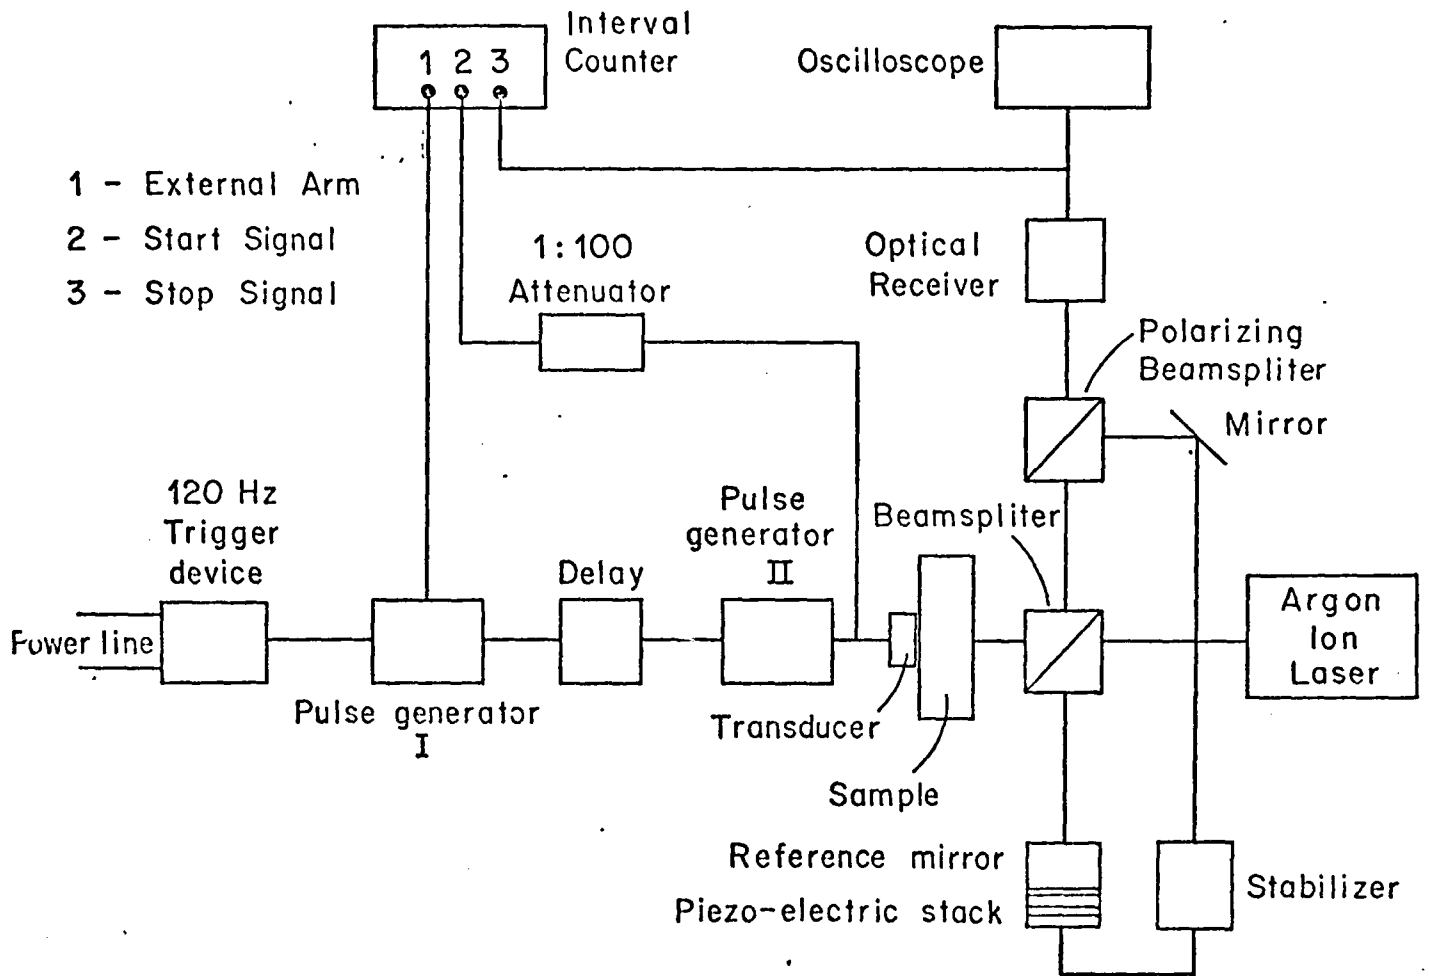 Interval
Counter
1 2 3
Oscilloscope
1 - External Arm
2 - Start Signal
3 - Stop Signal
1:100
Attenuator
Optical
Receiver
Polarizing
Beamspliter
Mirror
120 Hz
Trigger
device
Pulse
generator
II
Beamspliter
Delay
Argon
Ion
Laser
Power line
Pulse generator
I
Transducer
Sample
Reference mirror
Piezo-electric stack
Stabilizer